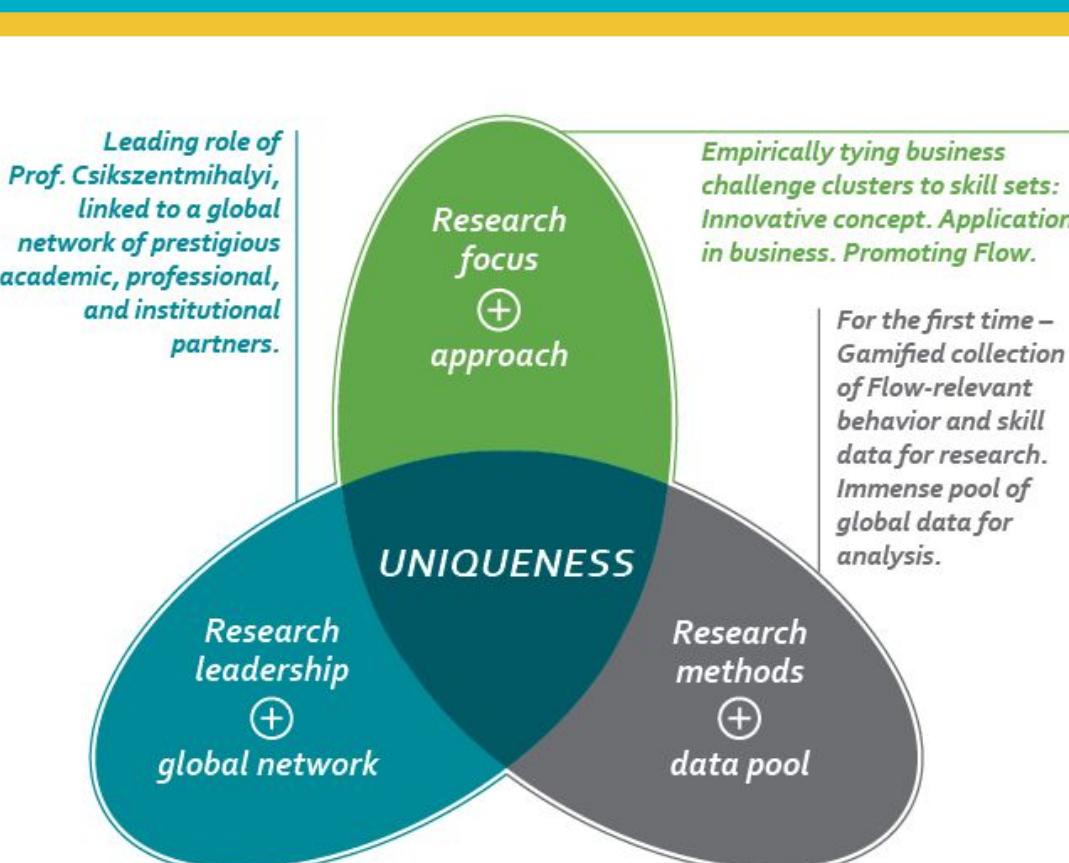 Leading role of
Prof. Csikszentmihalyi,
linked to a global
network of prestigious
academic, professional,
and institutional
partners.
Research
focus
+
approach
Empirically tying business
challenge clusters to skill sets:
Innovative concept. Application
in business. Promoting Flow.
For the first time –
Gamified collection
of Flow-relevant
behavior and skill
data for research.
Immense pool of
global data for
analysis.
UNIQUENESS
Research
leadership
+
global network
Research
methods
+
data pool